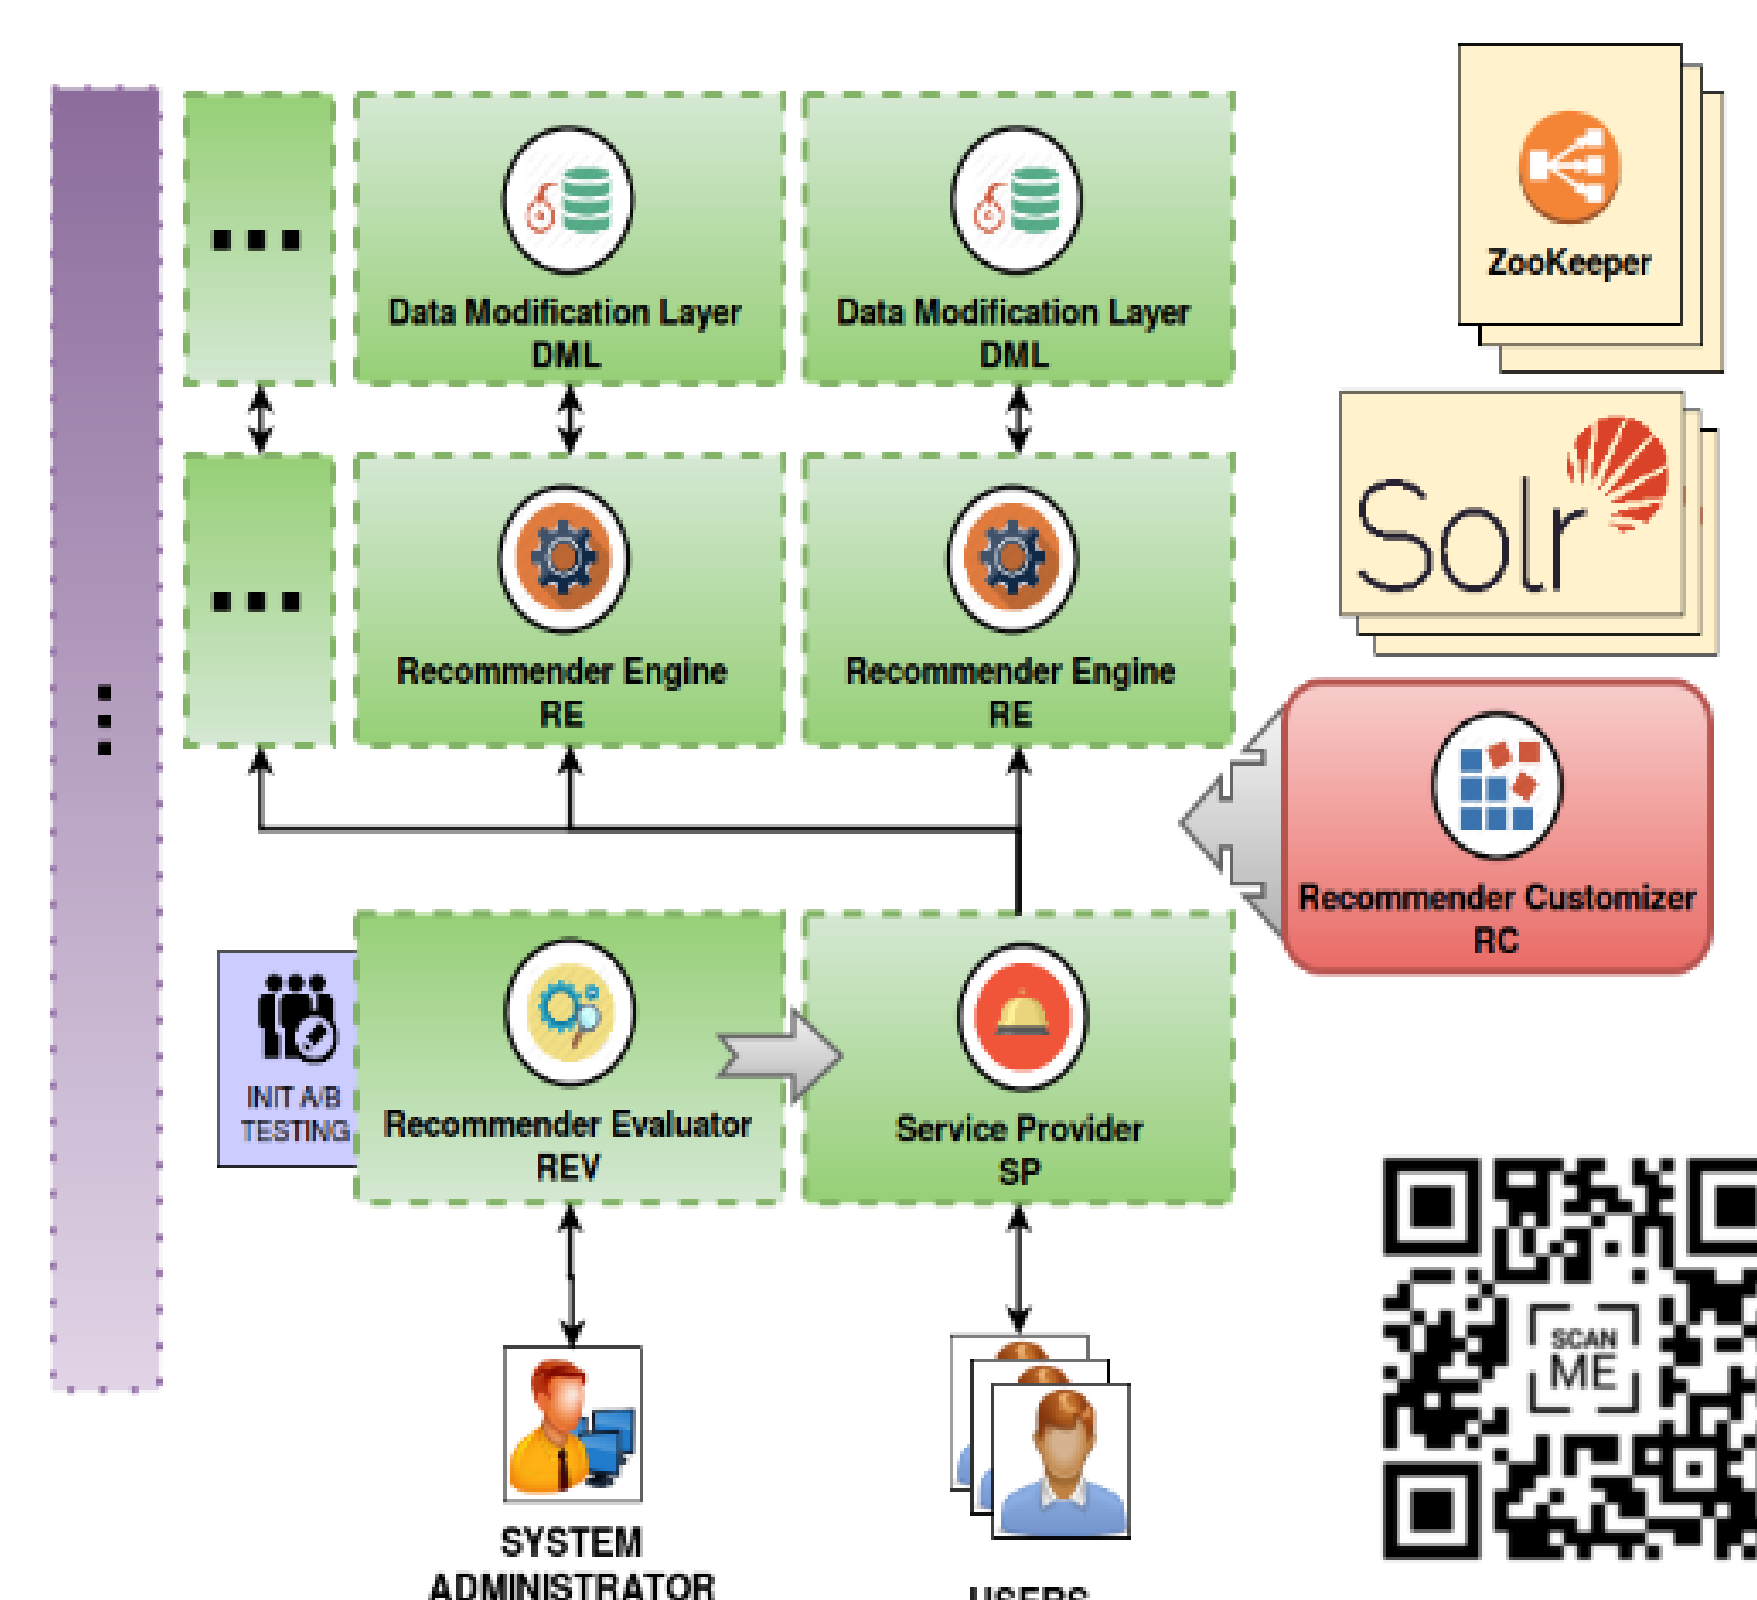 Data Modification Layer
DML
Data Modification Layer
DML
ZooKeeper
Solr
Recommender Engine
RE
Recommender Engine
RE
Recommender Customizer
RC
INIT A/B
TESTING
Recommender Evaluator
REV
Service Provider
SP
SCAN
ME
SYSTEM
ADMINISTRATOR
USERS